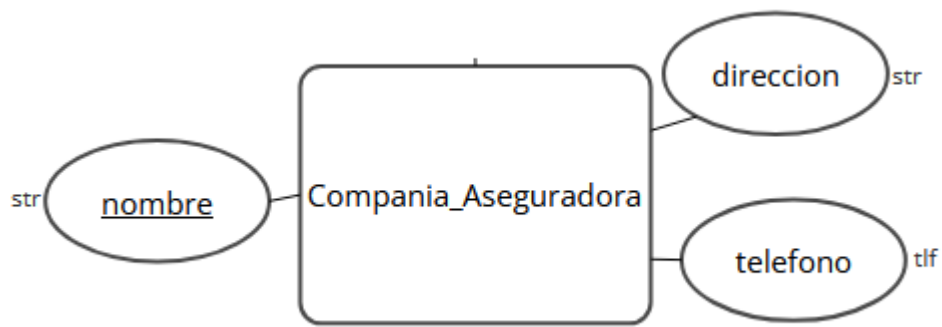 direccion str
str nombre
Compania_Aseguradora
telefono tlf